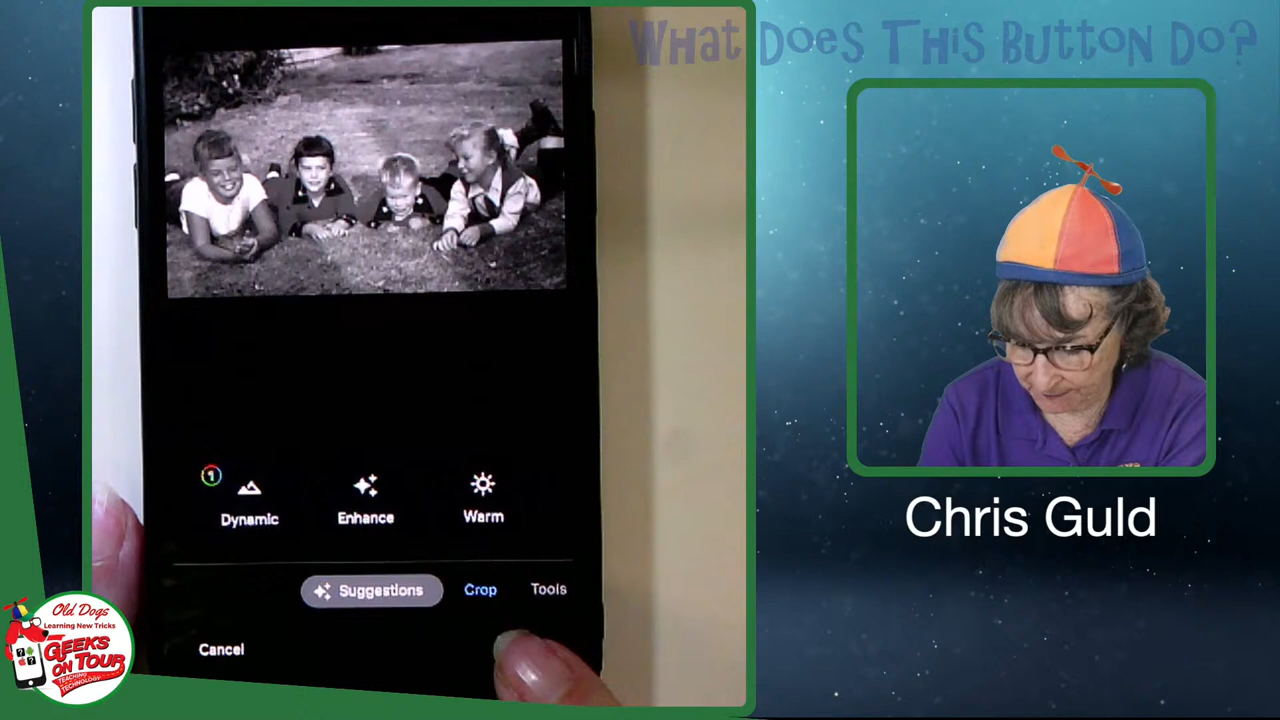 What Does This Button Do?
1
Dynamic
Enhance
Warm
Suggestions
Crop
Tools
Cancel
Chris Guld
Old Dogs
Learning New Tricks
GEEKS
ON TOUR
TEACHING
TECHNOLOGY